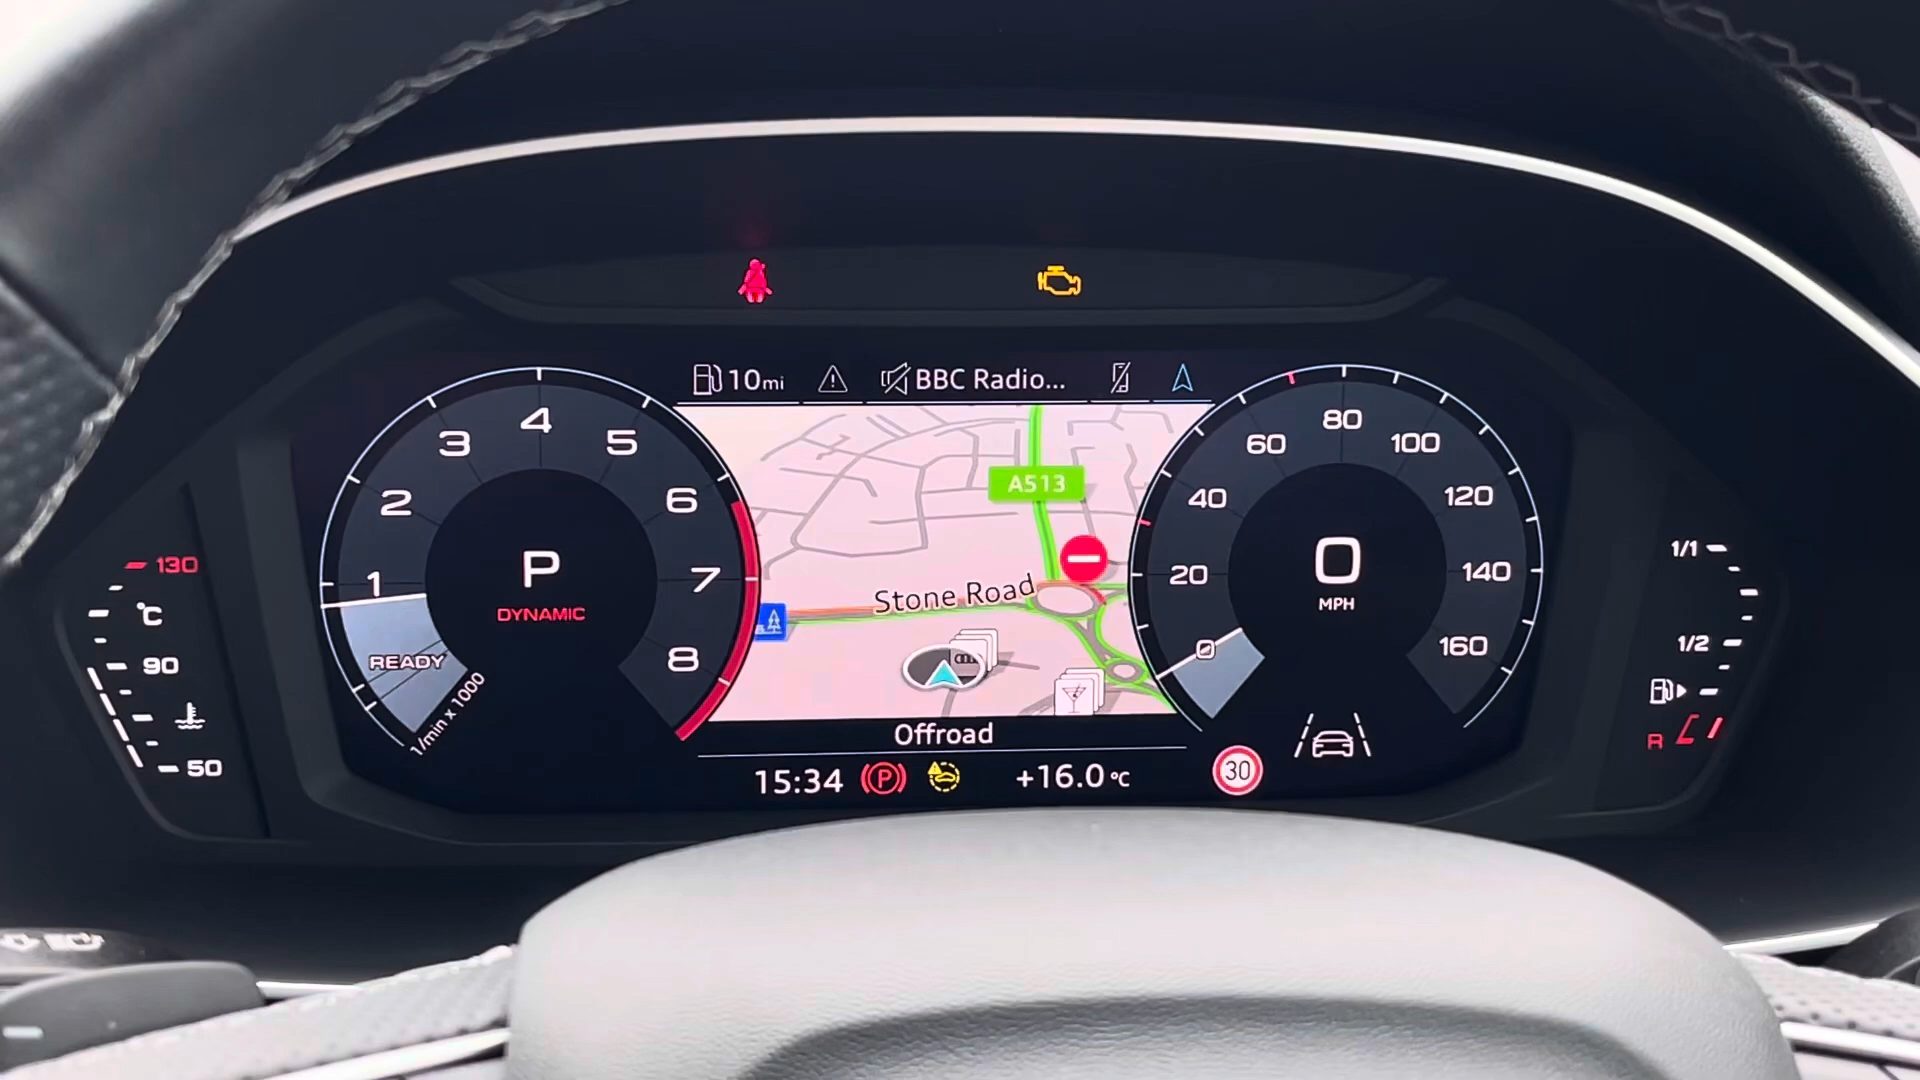 10mi
BBC Radio...
1
2
3
4
5
6
7
8
READY
1/min x 1000
P
DYNAMIC
A513
Stone Road
Offroad
15:34
P
+16.0 °C
30
0
20
40
60
80
100
120
140
160
0
MPH
130
°C
90
50
1/1
1/2
R